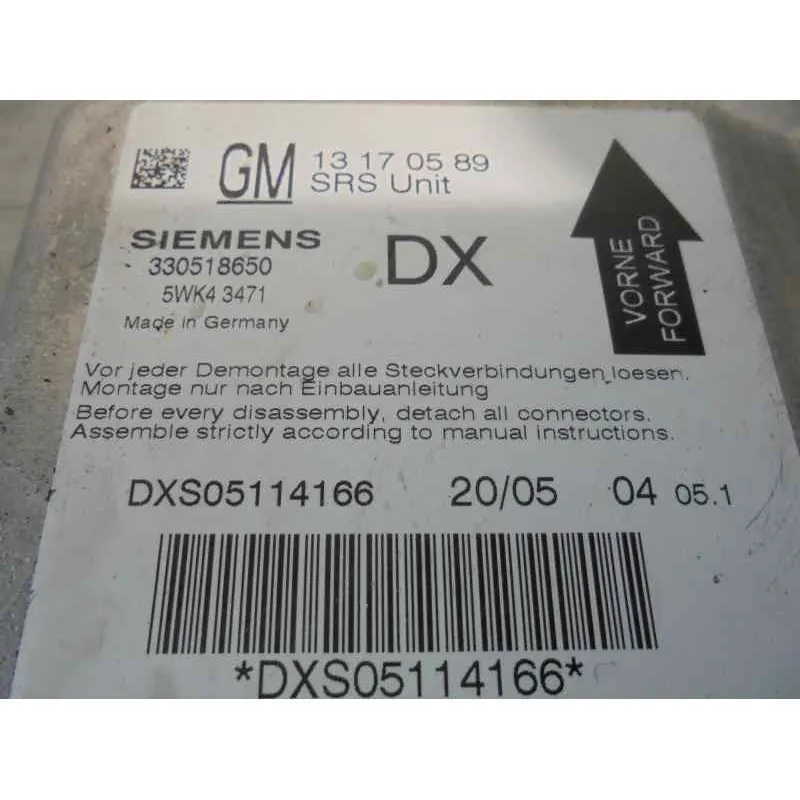 GM 13 17 05 89
SRS Unit
SIEMENS
330518650
5WK4 3471
DX
Made in Germany
VORNE
FORWARD
Vor jeder Demontage alle Steckverbindungen loesen.
Montage nur nach Einbauanleitung
Before every disassembly, detach all connectors.
Assemble strictly according to manual instructions.
DXS05114166 20/05 04 05.1
*DXS05114166*